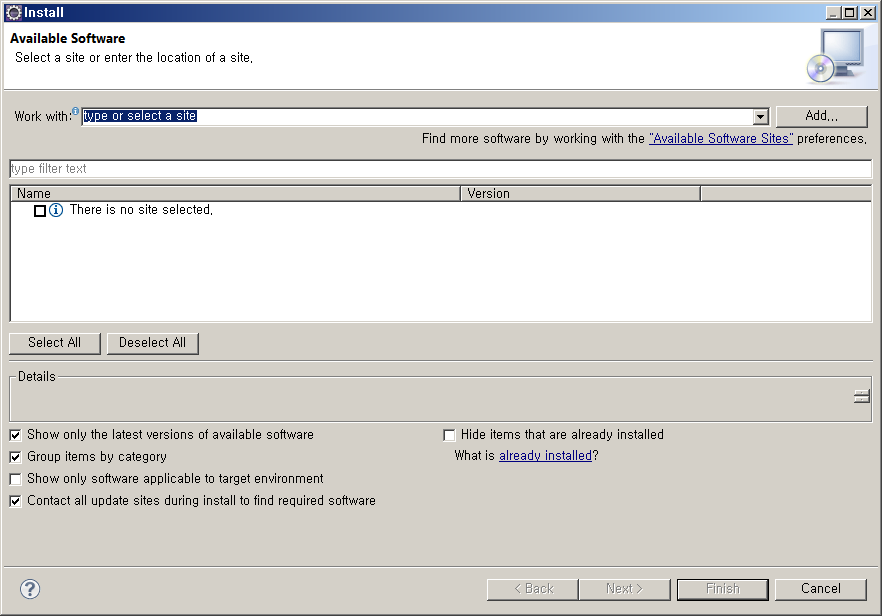 Install
Available Software
Select a site or enter the location of a site.
Work with: type or select a site Add...
Find more software by working with the "Available Software Sites" preferences.
type filter text
Name Version
There is no site selected.
Select All Deselect All
Details
Show only the latest versions of available software Hide items that are already installed
Group items by category What is already installed?
Show only software applicable to target environment
Contact all update sites during install to find required software
? < Back Next > Finish Cancel